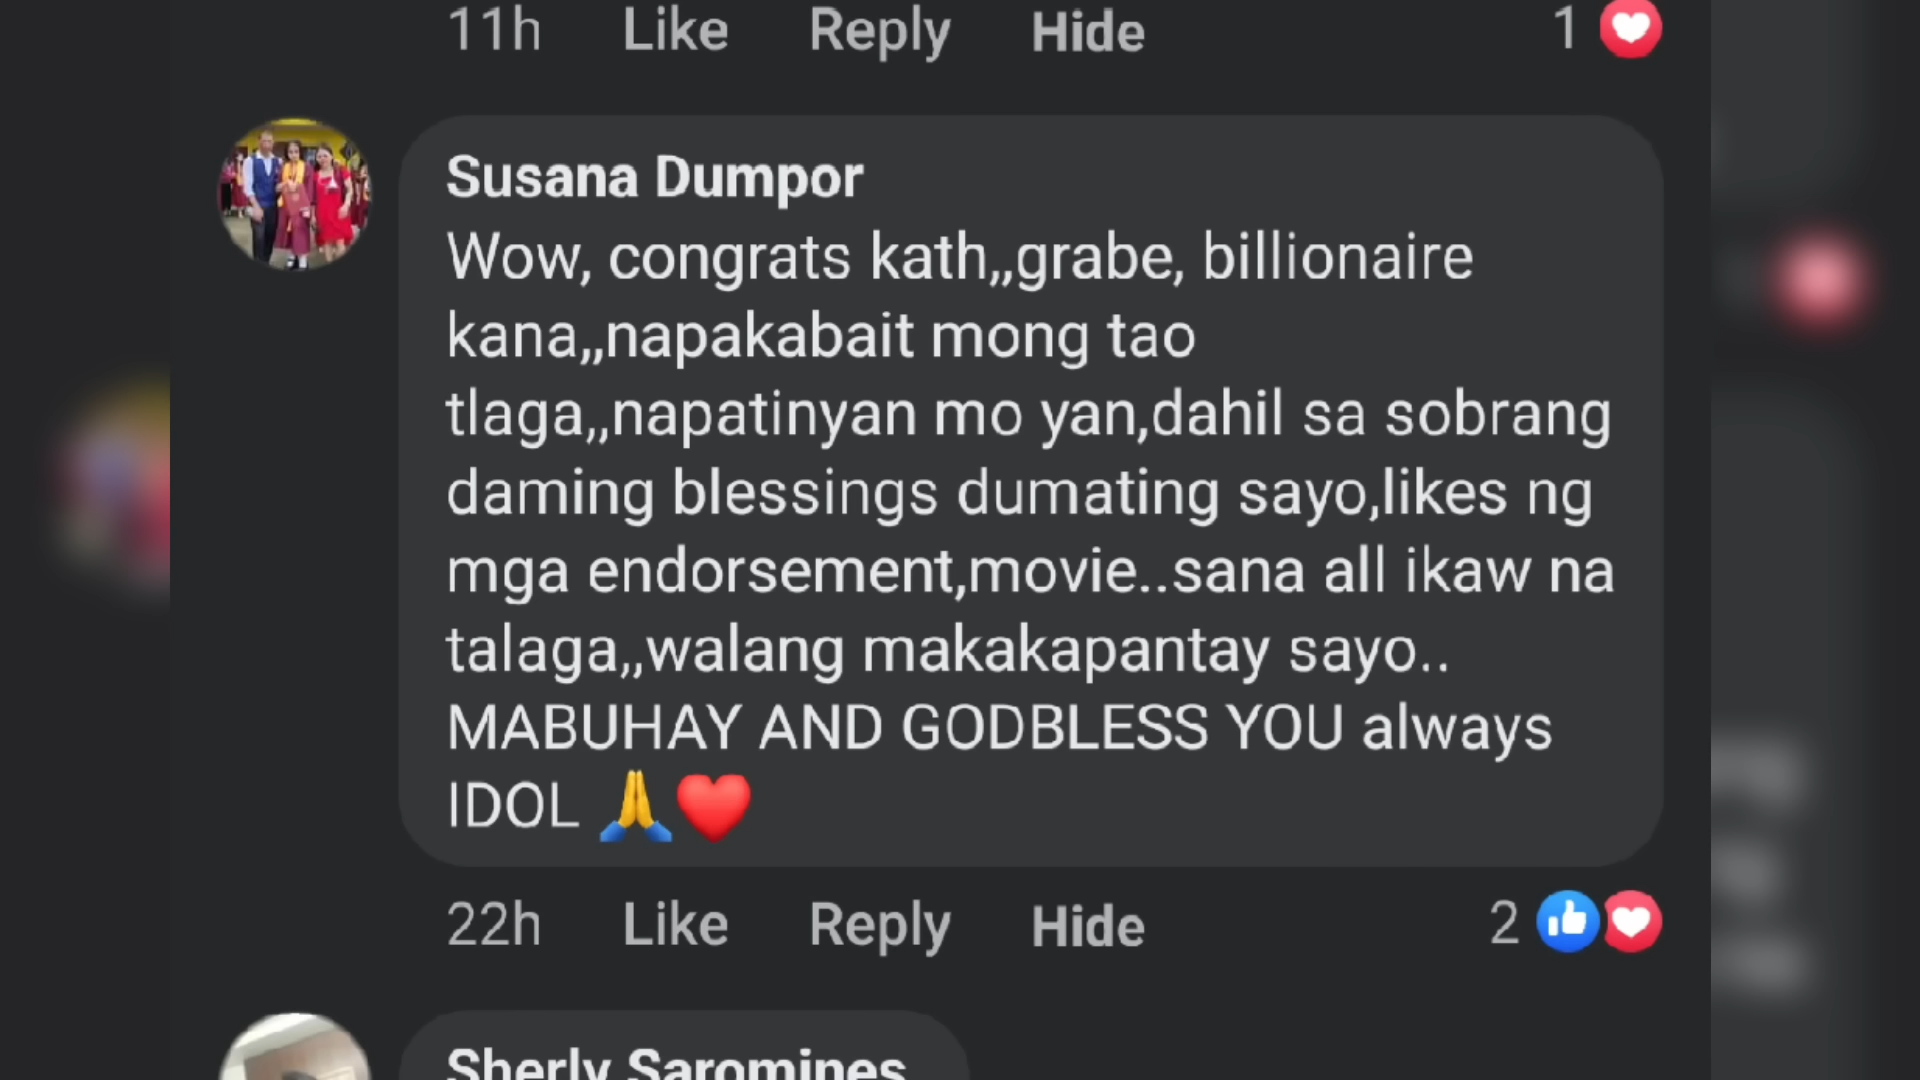 11h Like Reply Hide 1
Susana Dumpor
Wow, congrats kath,,grabe, billionaire
kana,,napakabait mong tao
tlaga,,napatinyan mo yan,dahil sa sobrang
daming blessings dumating sayo,likes ng
mga endorsement,movie..sana all ikaw na
talaga,,walang makakapantay sayo..
MABUHAY AND GODBLESS YOU always
IDOL 🙏❤️
22h Like Reply Hide 2
Sherly Saromines